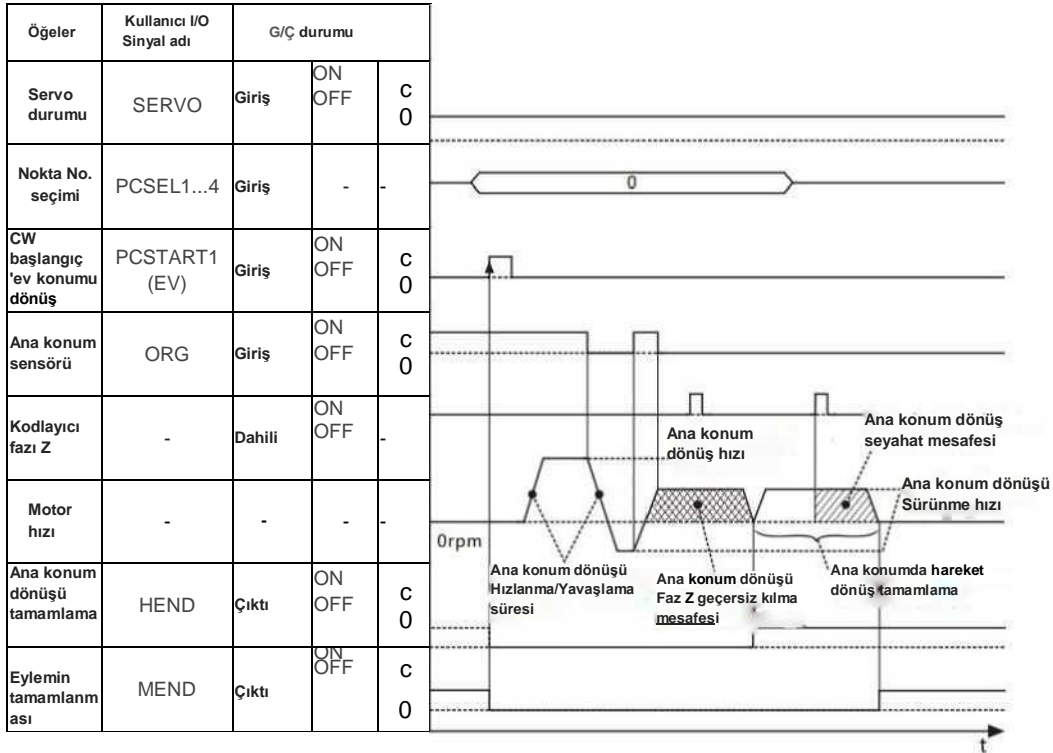 Öğeler
Kullanıcı I/O
Sinyal adı
G/Ç durumu
Servo
durumu
SERVO
Giriş
ON
OFF
c
0
Nokta No.
seçimi
PCSEL1...4
Giriş
-
-
0
CW
başlangıç
'ev konumu
dönüş
PCSTART1
(EV)
Giriş
ON
OFF
c
0
Ana konum
sensörü
ORG
Giriş
ON
OFF
c
0
Kodlayıcı
fazı Z
-
Dahili
ON
OFF
-
Ana konum
dönüş hızı
Ana konum dönüş
seyahat mesafesi
Motor
hızı
-
-
-
-
0rpm
Ana konum dönüşü
Sürünme hızı
Ana konum dönüşü
Hızlanma/Yavaşlama
süresi
Ana konum dönüşü
Faz Z geçersiz kılma
mesafesi
Ana konumda hareket
dönüş tamamlama
Ana konum
dönüşü
tamamlama
HEND
Çıktı
ON
OFF
c
0
Eylemin
tamamlanm
ası
MEND
Çıktı
ON
OFF
c
0
t